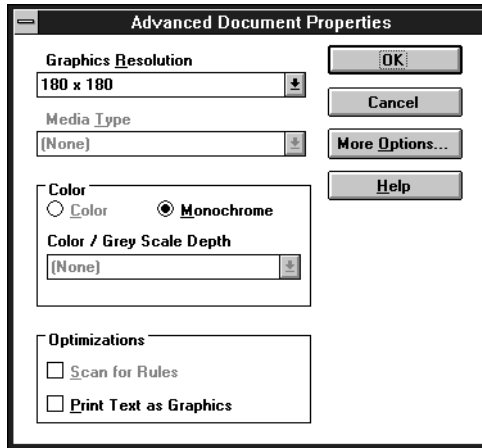 Advanced Document Properties
Graphics Resolution
180 x 180
Media Type
(None)
Color
Color
Monochrome
Color / Grey Scale Depth
(None)
Optimizations
Scan for Rules
Print Text as Graphics
OK
Cancel
More Options...
Help